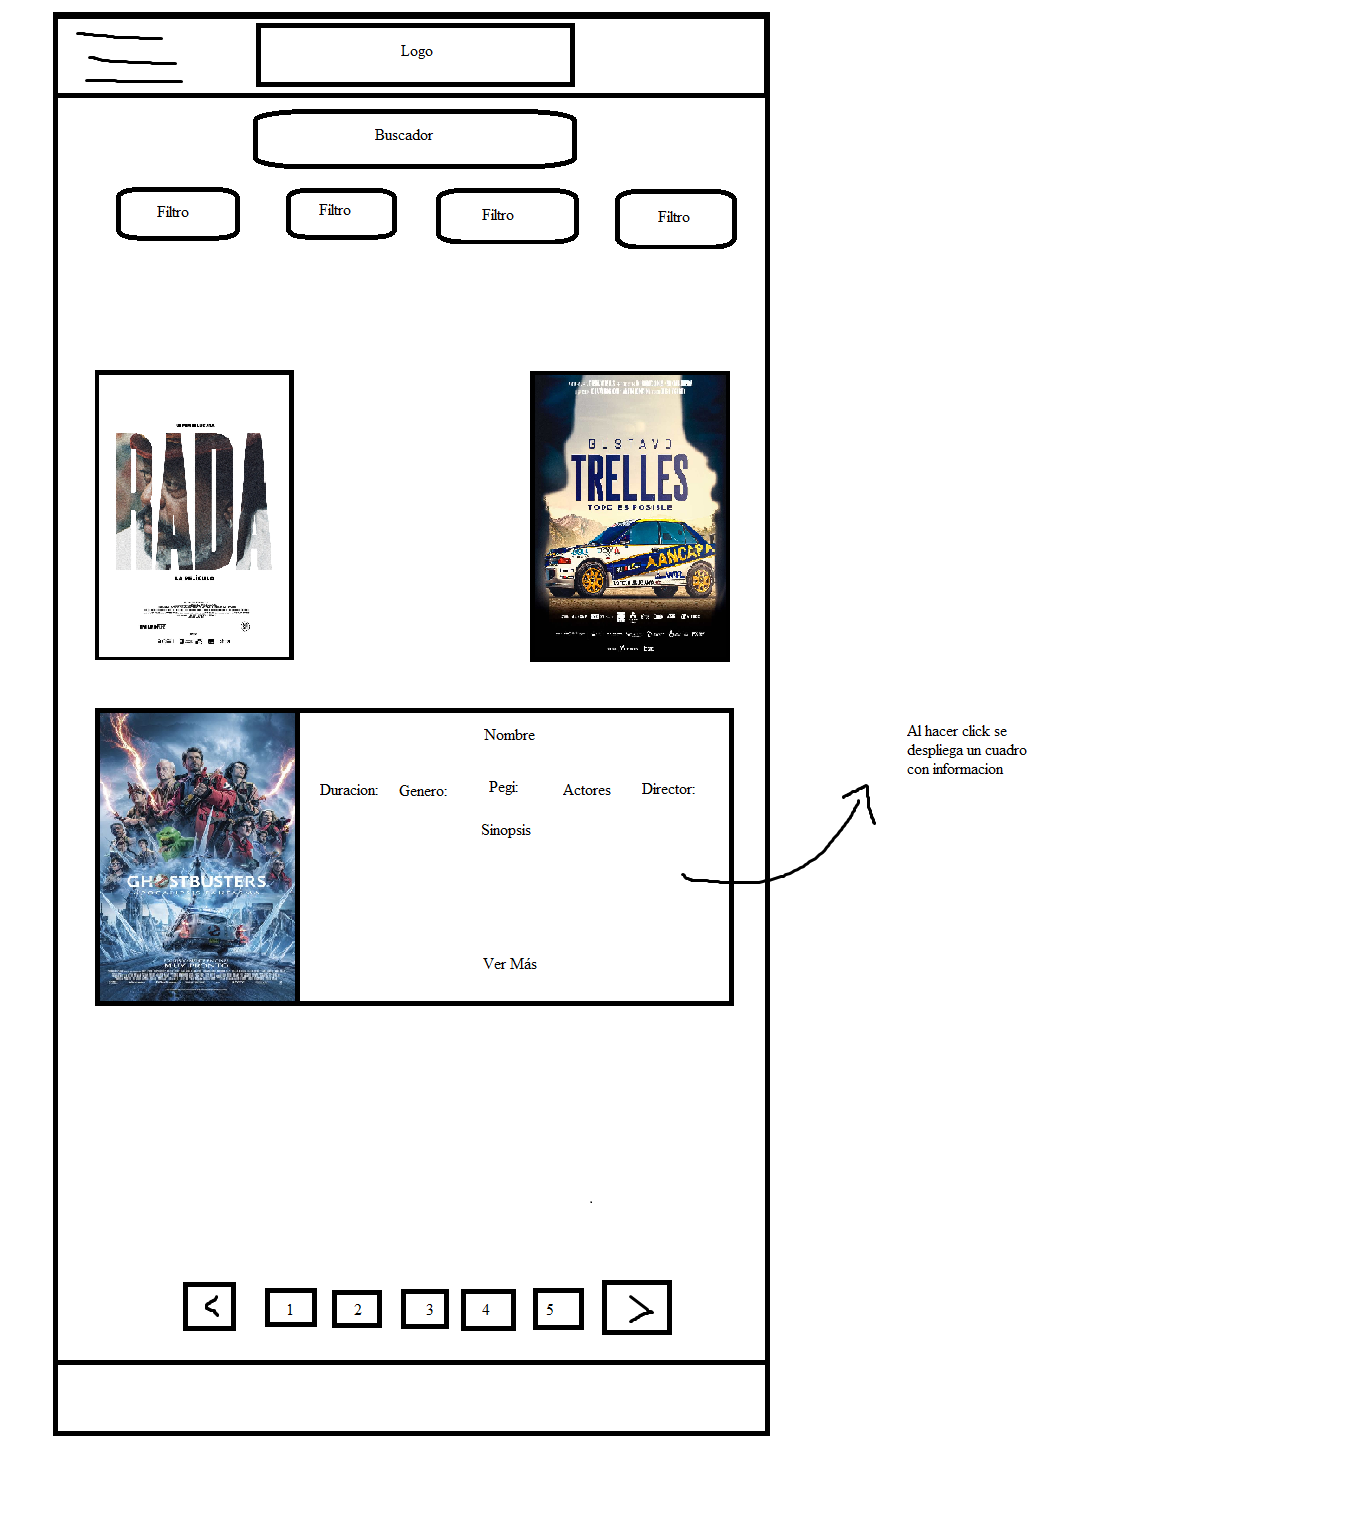 Logo
Buscador
Filtro
Filtro
Filtro
Filtro
RADA
LA PELÍCULA
GUSTAVO
TRELLES
TODO ES POSIBLE
ANCAP
Nombre
Duracion: Genero: Pegi: Actores Director:
Sinopsis
Ver Más
GHOSTBUSTERS
MUY PRONTO
Al hacer click se
despliega un cuadro
con informacion
< 1 2 3 4 5 >